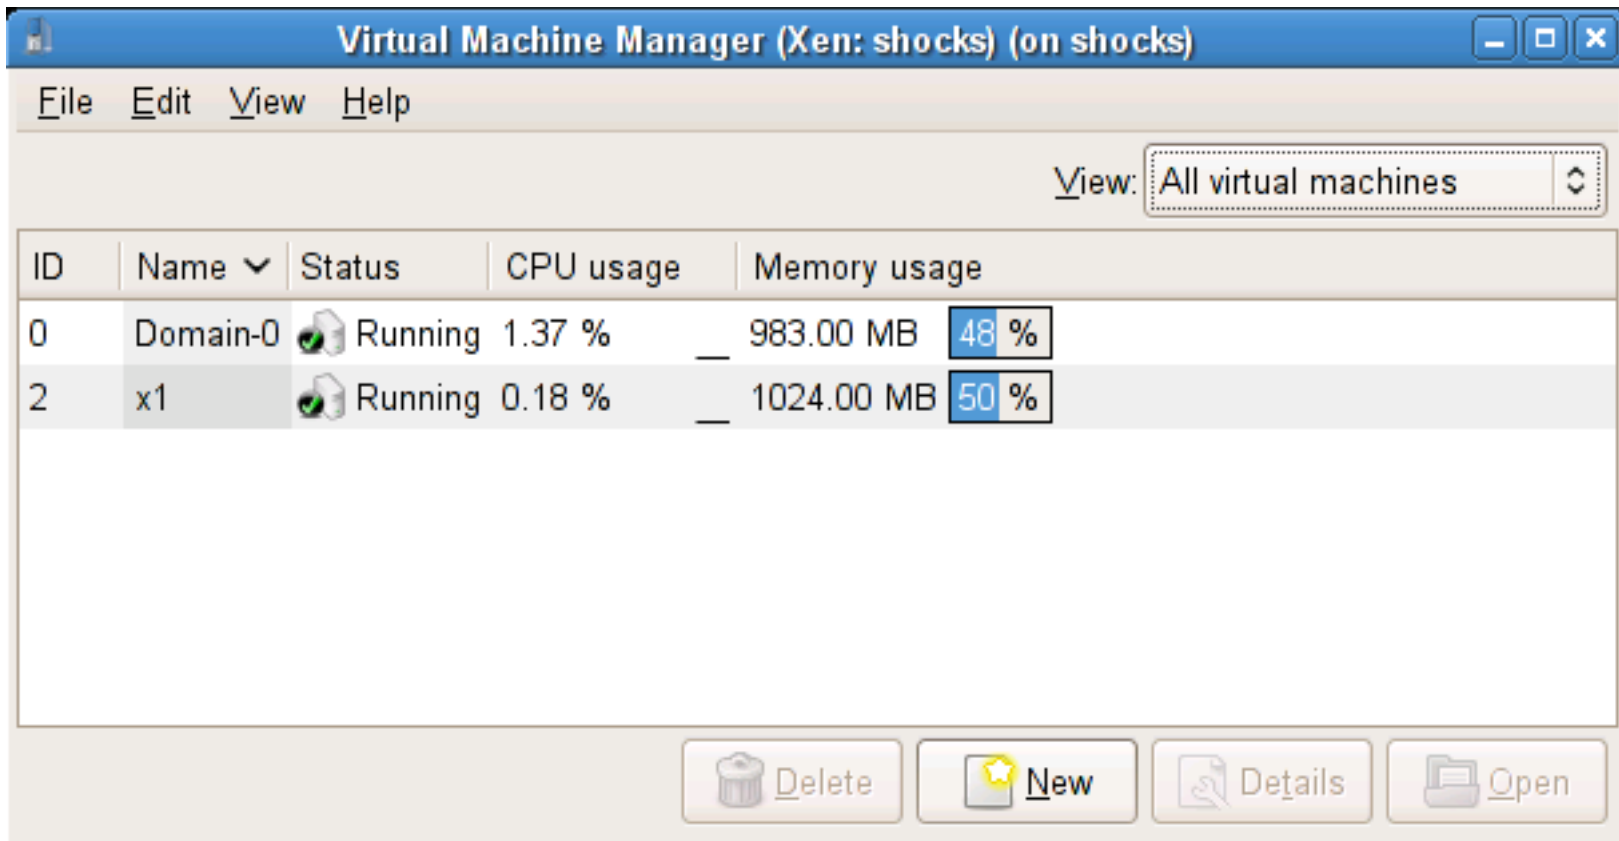 Virtual Machine Manager (Xen: shocks) (on shocks)
File Edit View Help
View: All virtual machines
ID Name Status CPU usage Memory usage
0 Domain-0 Running 1.37 % 983.00 MB 48 %
2 x1 Running 0.18 % 1024.00 MB 50 %
Delete New Details Open